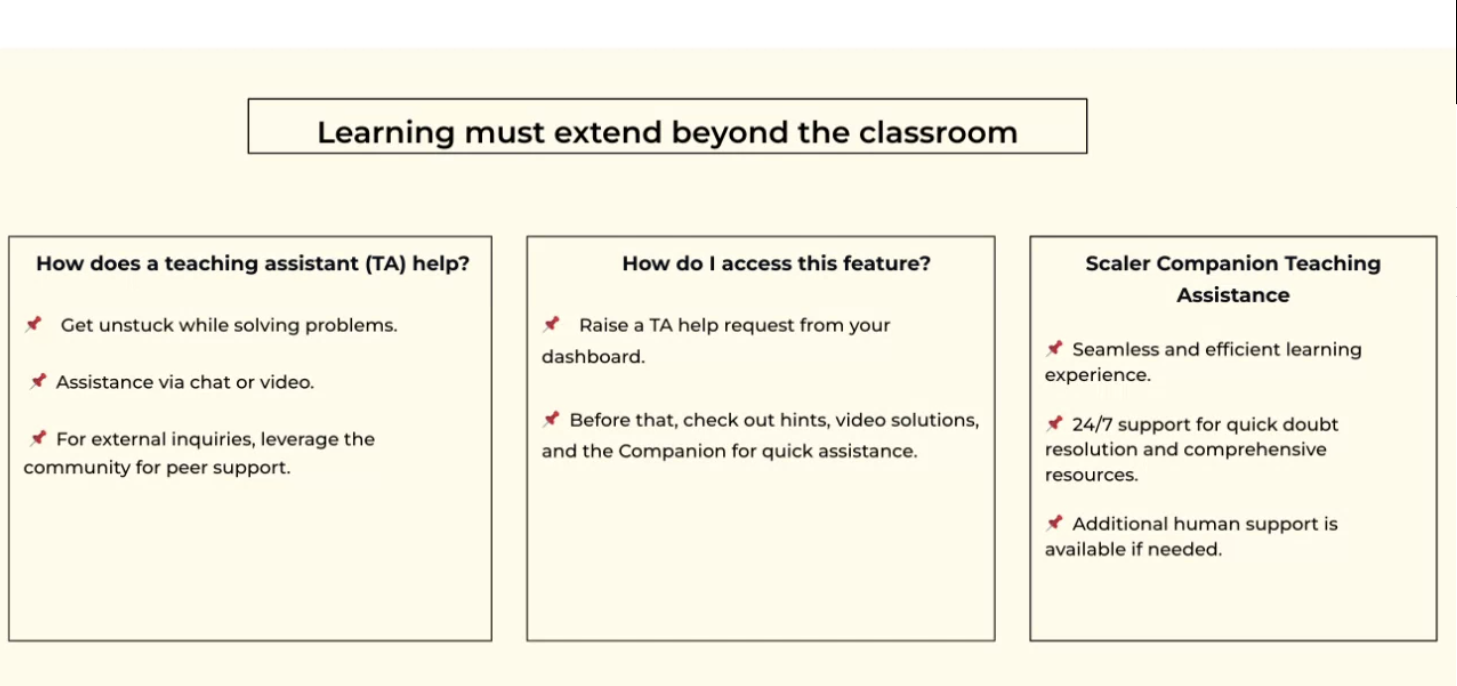 Learning must extend beyond the classroom
How does a teaching assistant (TA) help?
📌 Get unstuck while solving problems.
📌 Assistance via chat or video.
📌 For external inquiries, leverage the
community for peer support.
How do I access this feature?
📌 Raise a TA help request from your
dashboard.
📌 Before that, check out hints, video solutions,
and the Companion for quick assistance.
Scaler Companion Teaching
Assistance
📌 Seamless and efficient learning
experience.
📌 24/7 support for quick doubt
resolution and comprehensive
resources.
📌 Additional human support is
available if needed.